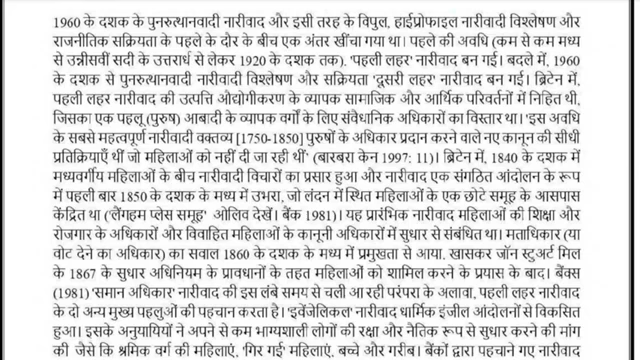 1960 के दशक के पुनरुत्थानवादी नारीवाद और इसी तरह के विपुल, हाईप्रोफाइल नारीवादी विश्लेषण और
राजनीतिक सक्रियता के पहले के दौर के बीच एक अंतर खींचा गया था। पहले की अवधि (कम से कम मध्य
से उन्नीसवीं सदी के उत्तरार्ध से लेकर 1920 के दशक तक). 'पहली लहर' नारीवाद बन गई। बदले में, 1960
के दशक से पुनरुत्थानवादी नारीवादी विश्लेषण और सक्रियता 'दूसरी लहर' नारीवाद बन गई। ब्रिटेन में,
पहली लहर नारीवाद की उत्पत्ति औद्योगीकरण के व्यापक सामाजिक और आर्थिक परिवर्तनों में निहित थी,
जिसका एक पहलू (पुरुष) आबादी के व्यापक वर्गों के लिए संवैधानिक अधिकारों का विस्तार था। 'इस अवधि
के सबसे महत्वपूर्ण नारीवादी वक्तव्य [1750-1850] पुरुषों के अधिकार प्रदान करने वाले नए कानून की सीधी
प्रतिक्रियाएँ थीं जो महिलाओं को नहीं दी जा रही थीं' (बारबरा केन 1997: 11)। ब्रिटेन में, 1840 के दशक में
मध्यवर्गीय महिलाओं के बीच नारीवादी विचारों का प्रसार हुआ और नारीवाद एक संगठित आंदोलन के रूप
में पहली बार 1850 के दशक के मध्य में उभरा, जो लंदन में स्थित महिलाओं के एक छोटे समूह के आसपास
केंद्रित था ('लैंगहम प्लेस समूह' ओलिव देखें। बैंक 1981)। यह प्रारंभिक नारीवाद महिलाओं की शिक्षा और
रोजगार के अधिकारों और विवाहित महिलाओं के कानूनी अधिकारों में सुधार से संबंधित था। मताधिकार (या
वोट देने का अधिकार) का सवाल 1860 के दशक के मध्य में प्रमुखता से आया. खासकर जॉन स्टुअर्ट मिल
के 1867 के सुधार अधिनियम के प्रावधानों के तहत महिलाओं को शामिल करने के प्रयास के बाद। बैंक्स
(1981) 'समान अधिकार' नारीवाद की इस लंबे समय से चली आ रही परंपरा के अलावा, पहली लहर नारीवाद
के दो अन्य मुख्य पहलुओं की पहचान करता है। 'इवेंजेलिकल' नारीवाद धार्मिक इंजील आंदोलनों से विकसित
हुआ। इसके अनुयायियों ने अपने से कम भाग्यशाली लोगों की रक्षा और नैतिक रूप से सुधार करने की मांग
की जैसे कि श्रमिक वर्ग की महिलाएं, 'गिर गई' महिलाएं, बच्चे और गरीब। बैंकों द्वारा पहचाने गए नारीवाद